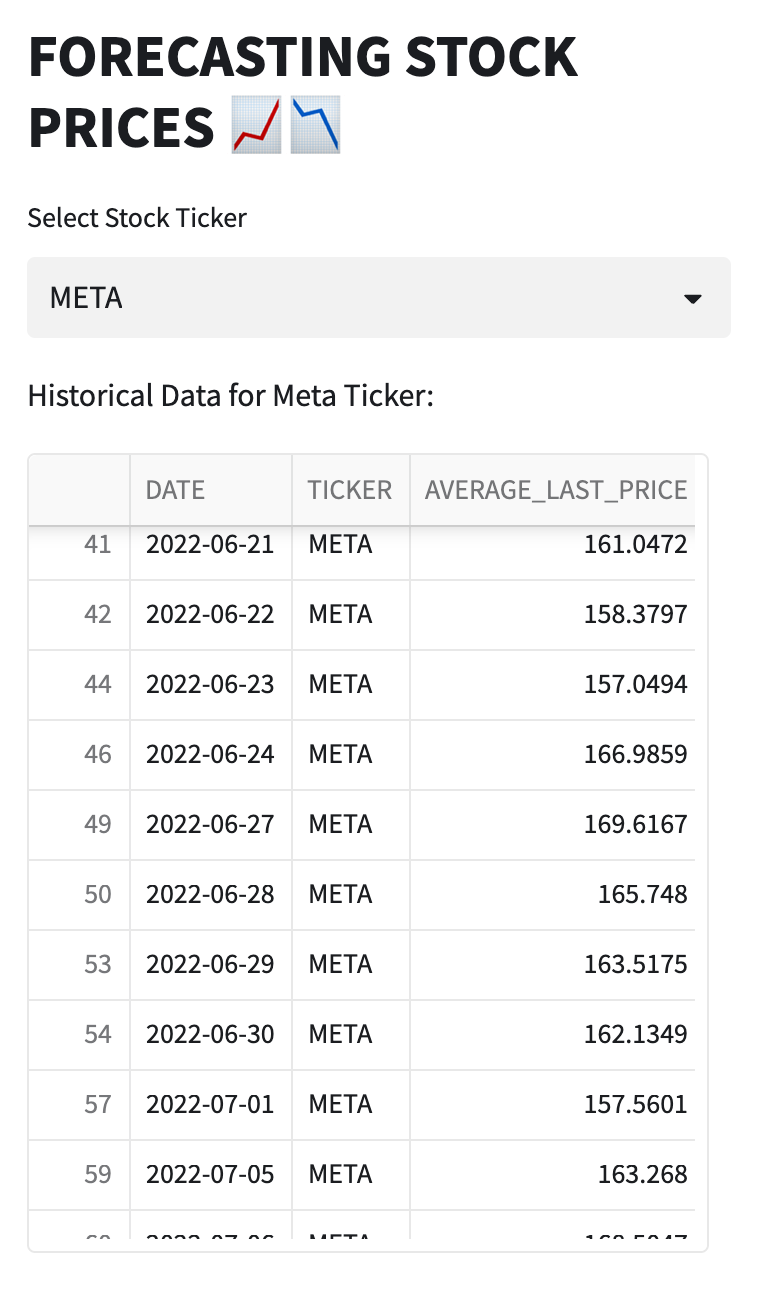 FORECASTING STOCK
PRICES 📈📉
Select Stock Ticker
META
Historical Data for Meta Ticker:
DATE TICKER AVERAGE_LAST_PRICE
41 2022-06-21 META 161.0472
42 2022-06-22 META 158.3797
44 2022-06-23 META 157.0494
46 2022-06-24 META 166.9859
49 2022-06-27 META 169.6167
50 2022-06-28 META 165.748
53 2022-06-29 META 163.5175
54 2022-06-30 META 162.1349
57 2022-07-01 META 157.5601
59 2022-07-05 META 163.268
META